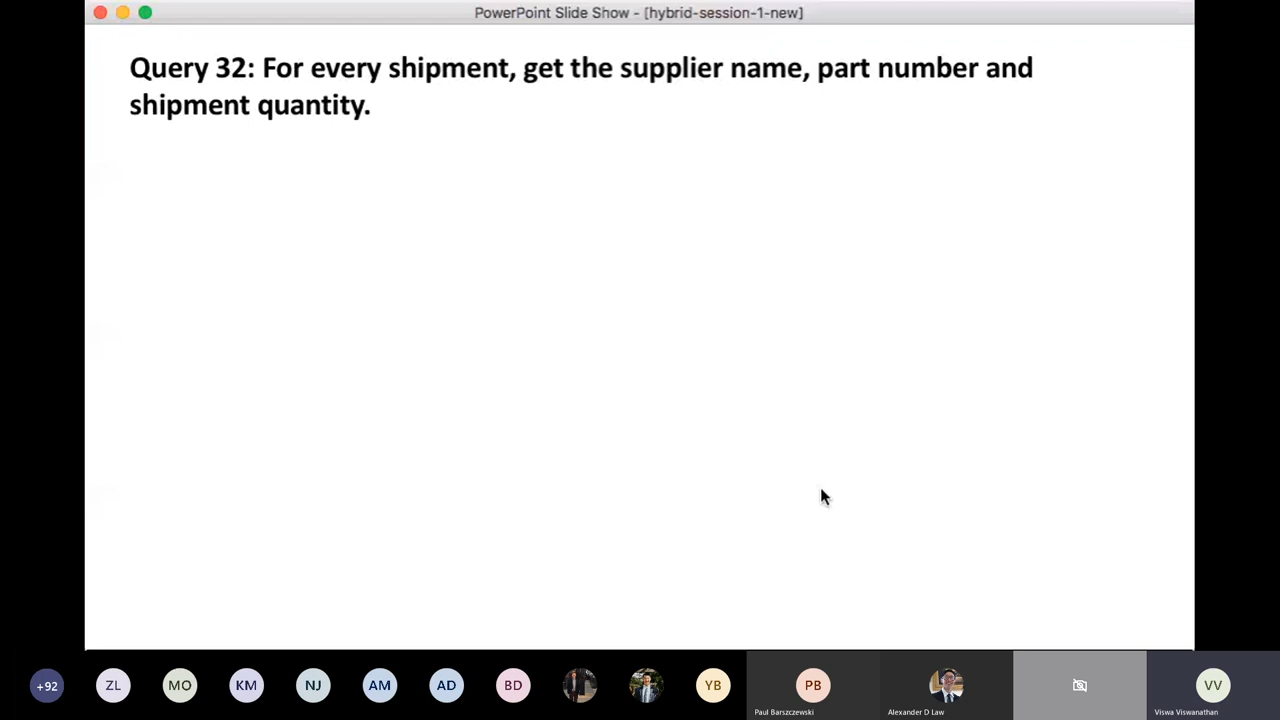 PowerPoint Slide Show - [hybrid-session-1-new]
Query 32: For every shipment, get the supplier name, part number and
shipment quantity.
+92 ZL MO KM NJ AM AD BD YB PB VV
Paul Barszczewski Alexander D Law Viswa Viswanathan